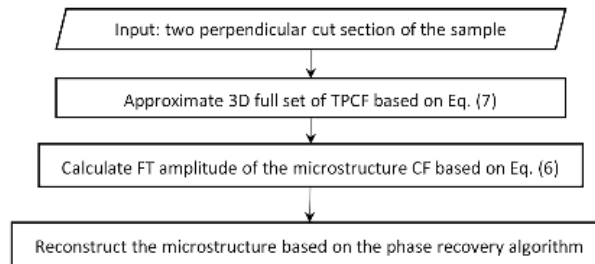 Input: two perpendicular cut section of the sample
Approximate 3D full set of TPCF based on Eq. (7)
Calculate FT amplitude of the microstructure CF based on Eq. (6)
Reconstruct the microstructure based on the phase recovery algorithm